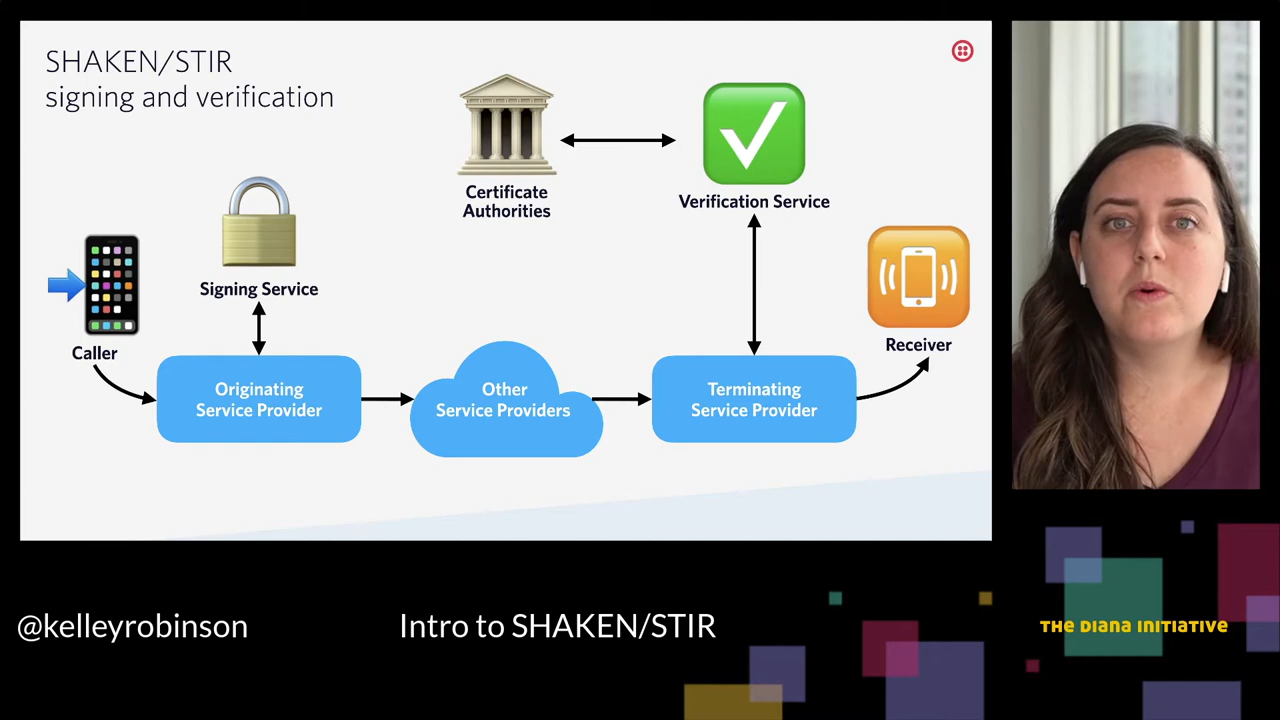 SHAKEN/STIR
signing and verification
Certificate
Authorities
Verification Service
Signing Service
Caller
Receiver
Originating
Service Provider
Other
Service Providers
Terminating
Service Provider
@kelleyrobinson
Intro to SHAKEN/STIR
THE DIANA INITIATIVE